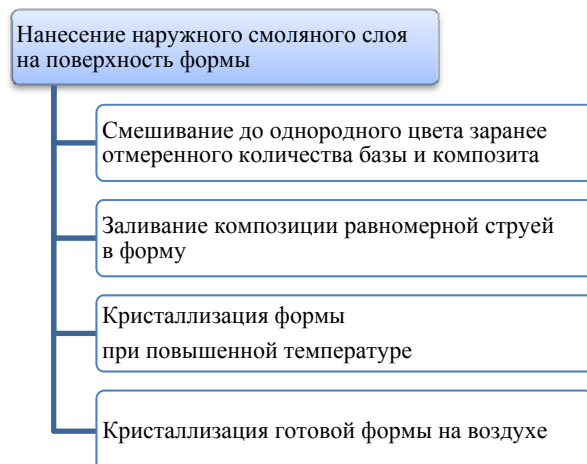 Нанесение наружного смоляного слоя
на поверхность формы
Смешивание до однородного цвета заранее
отмеренного количества базы и композита
Заливание композиции равномерной струей
в форму
Кристаллизация формы
при повышенной температуре
Кристаллизация готовой формы на воздухе